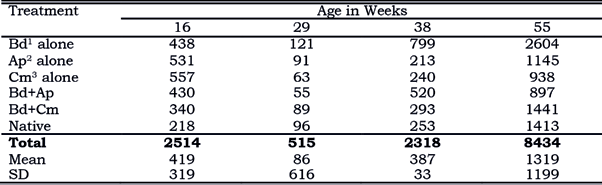 Treatment Age in Weeks
16 29 38 55
Bd¹ alone 438 121 799 2604
Ap² alone 531 91 213 1145
Cm³ alone 557 63 240 938
Bd+Ap 430 55 520 897
Bd+Cm 340 89 293 1441
Native 218 96 253 1413
Total 2514 515 2318 8434
Mean 419 86 387 1319
SD 319 616 33 1199